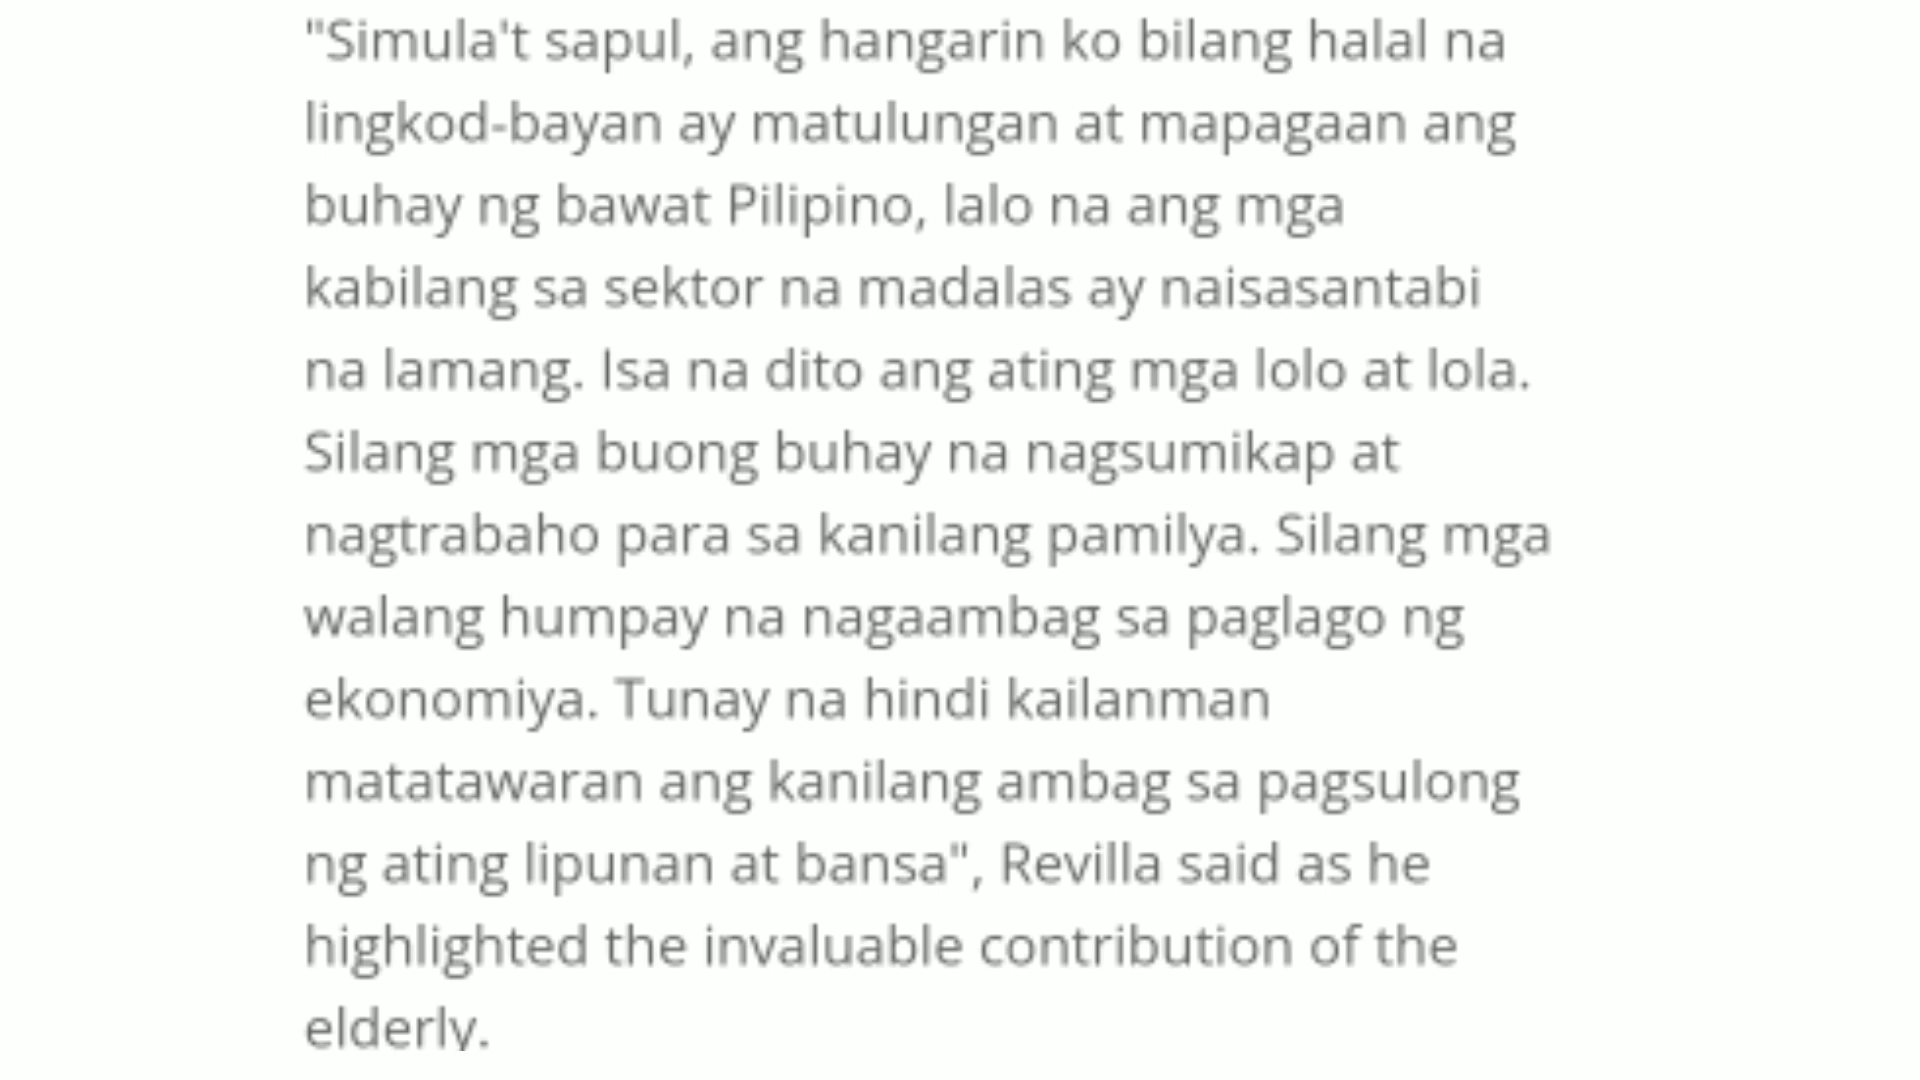 "Simula't sapul, ang hangarin ko bilang halal na
lingkod-bayan ay matulungan at mapagaan ang
buhay ng bawat Pilipino, lalo na ang mga
kabilang sa sektor na madalas ay naisasantabi
na lamang. Isa na dito ang ating mga lolo at lola.
Silang mga buong buhay na nagsumikap at
nagtrabaho para sa kanilang pamilya. Silang mga
walang humpay na nagaambag sa paglago ng
ekonomiya. Tunay na hindi kailanman
matatawaran ang kanilang ambag sa pagsulong
ng ating lipunan at bansa", Revilla said as he
highlighted the invaluable contribution of the
elderly.